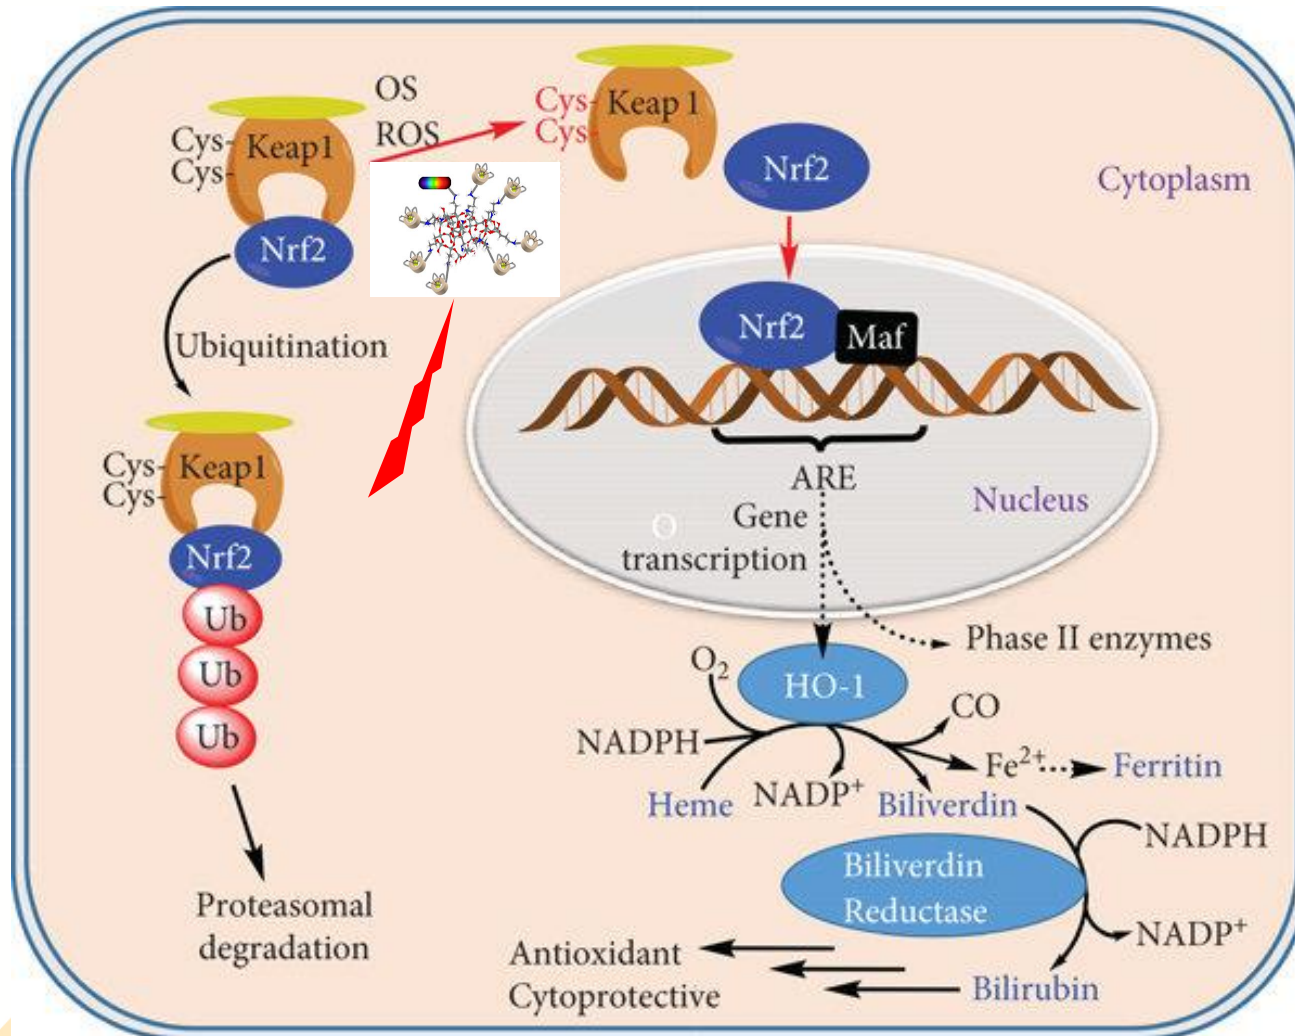 OS
ROS
Cys-
Cys-
Keap1
Nrf2
Cys-
Cys-
Keap 1
Nrf2
Cytoplasm
Ubiquitination
Nrf2
Maf
Cys-
Cys-
Keap1
Nrf2
Ub
Ub
Ub
Proteasomal
degradation
ARE
Gene
transcription
O
Nucleus
Phase II enzymes
HO-1
O2
NADPH
Heme
NADP+
CO
Fe2+
Ferritin
Biliverdin
NADPH
Biliverdin
Reductase
NADP+
Bilirubin
Antioxidant
Cytoprotective